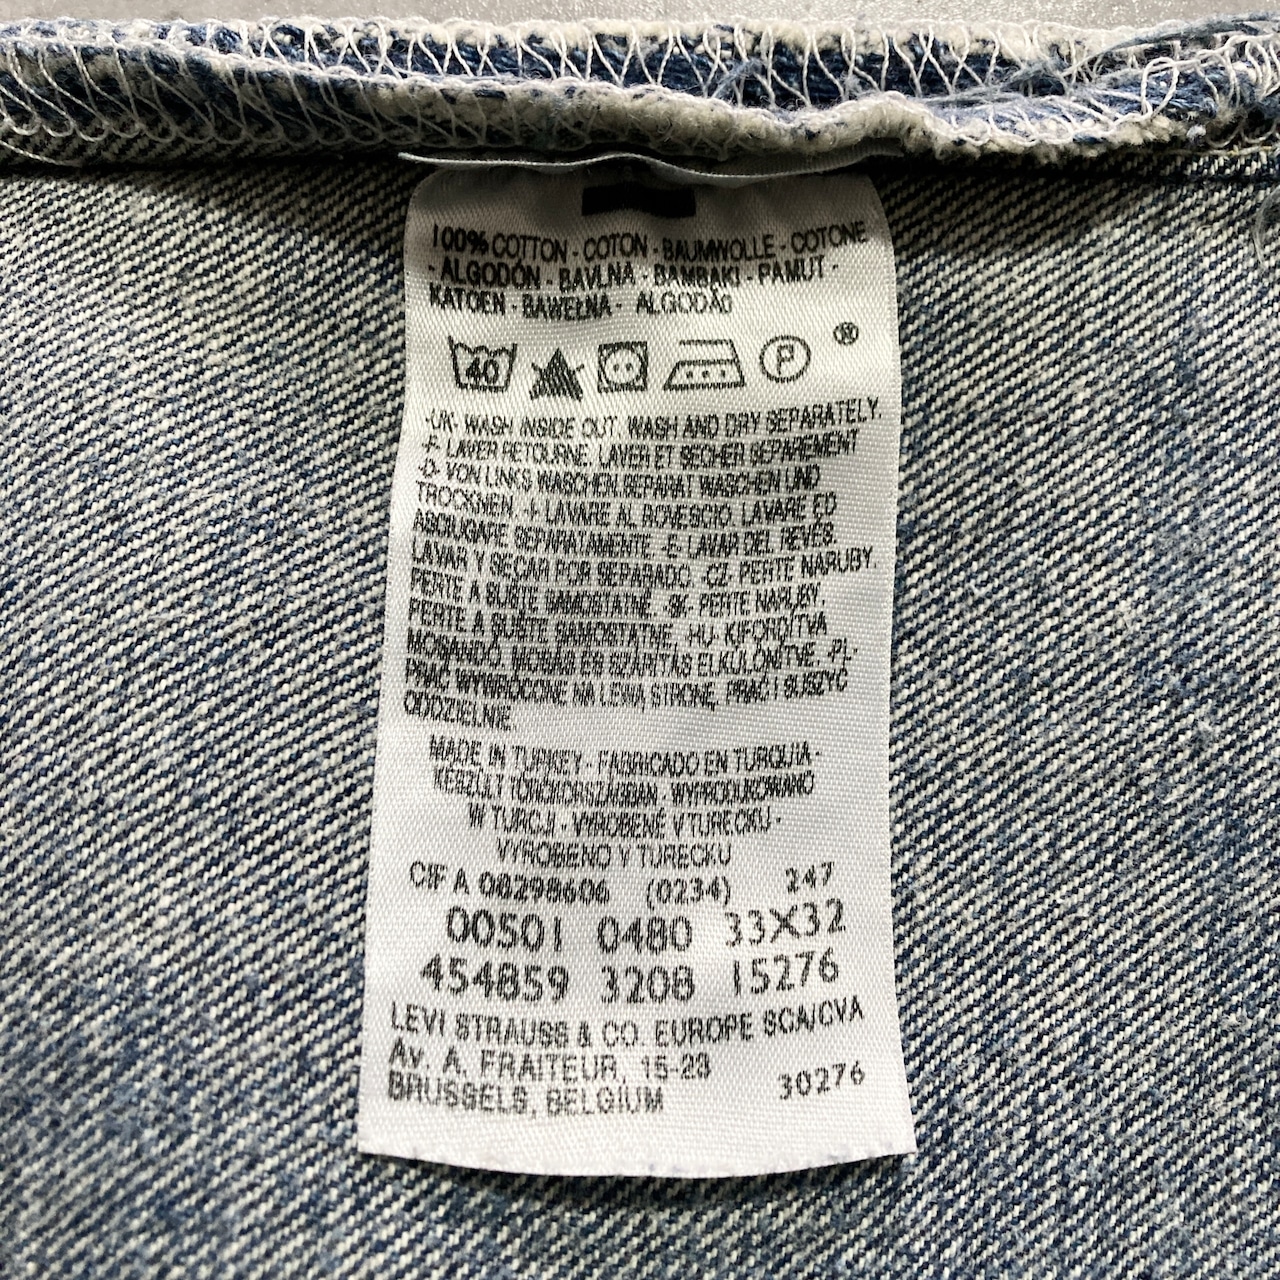 100% COTTON - COTON - BAUMWOLLE - COTONE
- ALGODÓN - BAVLNA - BAMBAKI - PAMUT -
KATOEN - BAWEŁNA - ALGODÃO
40 P ®
-UK- WASH INSIDE OUT. WASH AND DRY SEPARATELY.
-F- LAVER RETOURNE. LAVER ET SECHER SEPAREMENT
-D- VON LINKS WASCHEN.SEPARAT WASCHEN UND
TROCKNEN. -I- LAVARE AL ROVESCIO. LAVARE ED
ASCIUGARE SEPARATAMENTE -E- LAVAR DEL REVÉS.
LAVAR Y SECAR POR SEPARADO -CZ- PERTE NARUBY.
PERTE A SUŠTE SAMOSTATNE. -SK- PERTE NARUBY.
PERTE A SUŠTE SAMOSTATNE. -HU- KIFORDÍTVA
MOSANDÓ. MOSÁS ÉS SZÁRÍTÁS ELKÜLÖNÍTVE -PL-
PRAĆ WYWRÓCONE NA LEWĄ STRONĘ, PRAĆ I SUSZYĆ
ODDZIELNIE
MADE IN TURKEY - FABRICADO EN TURQUIA -
KÉSZÜLT TÖRÖKORSZÁGBAN. WYPRODUKOWANO
W TURCJI - VYROBENÉ V TURECKU -
VYROBENO V TURECKU
CIF A 00298606 (0234) 247
00501 0480 33X32
454859 3208 15276
LEVI STRAUSS & CO. EUROPE SCA/CVA
Av. A. FRAITEUR, 15-23
BRUSSELS, BELGIUM 30276